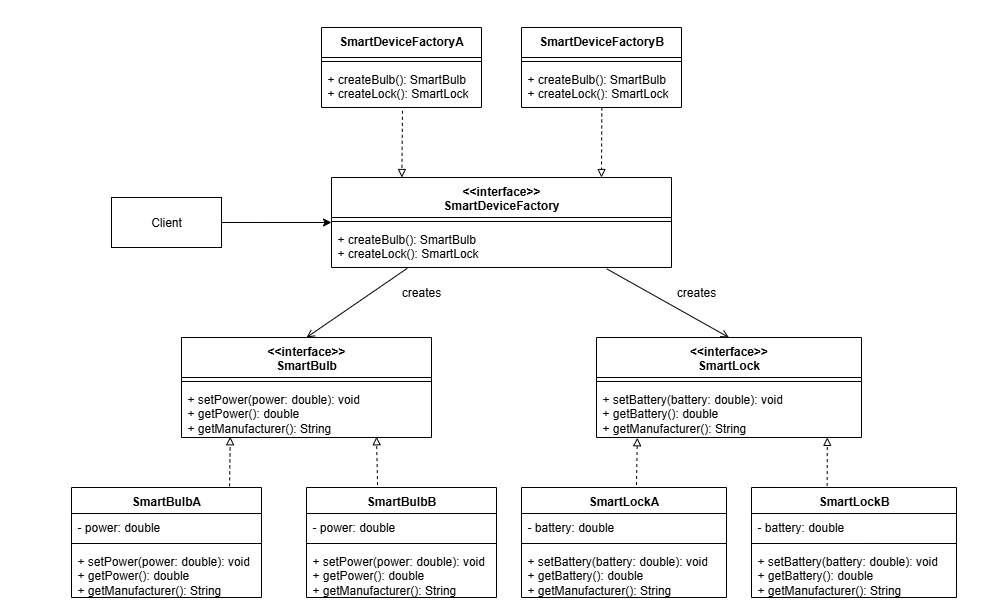 SmartDeviceFactoryA
+ createBulb(): SmartBulb
+ createLock(): SmartLock
SmartDeviceFactoryB
+ createBulb(): SmartBulb
+ createLock(): SmartLock
Client
<<interface>>
SmartDeviceFactory
+ createBulb(): SmartBulb
+ createLock(): SmartLock
creates
creates
<<interface>>
SmartBulb
+ setPower(power: double): void
+ getPower(): double
+ getManufacturer(): String
<<interface>>
SmartLock
+ setBattery(battery: double): void
+ getBattery(): double
+ getManufacturer(): String
SmartBulbA
- power: double
+ setPower(power: double): void
+ getPower(): double
+ getManufacturer(): String
SmartBulbB
- power: double
+ setPower(power: double): void
+ getPower(): double
+ getManufacturer(): String
SmartLockA
- battery: double
+ setBattery(battery: double): void
+ getBattery(): double
+ getManufacturer(): String
SmartLockB
- battery: double
+ setBattery(battery: double): void
+ getBattery(): double
+ getManufacturer(): String